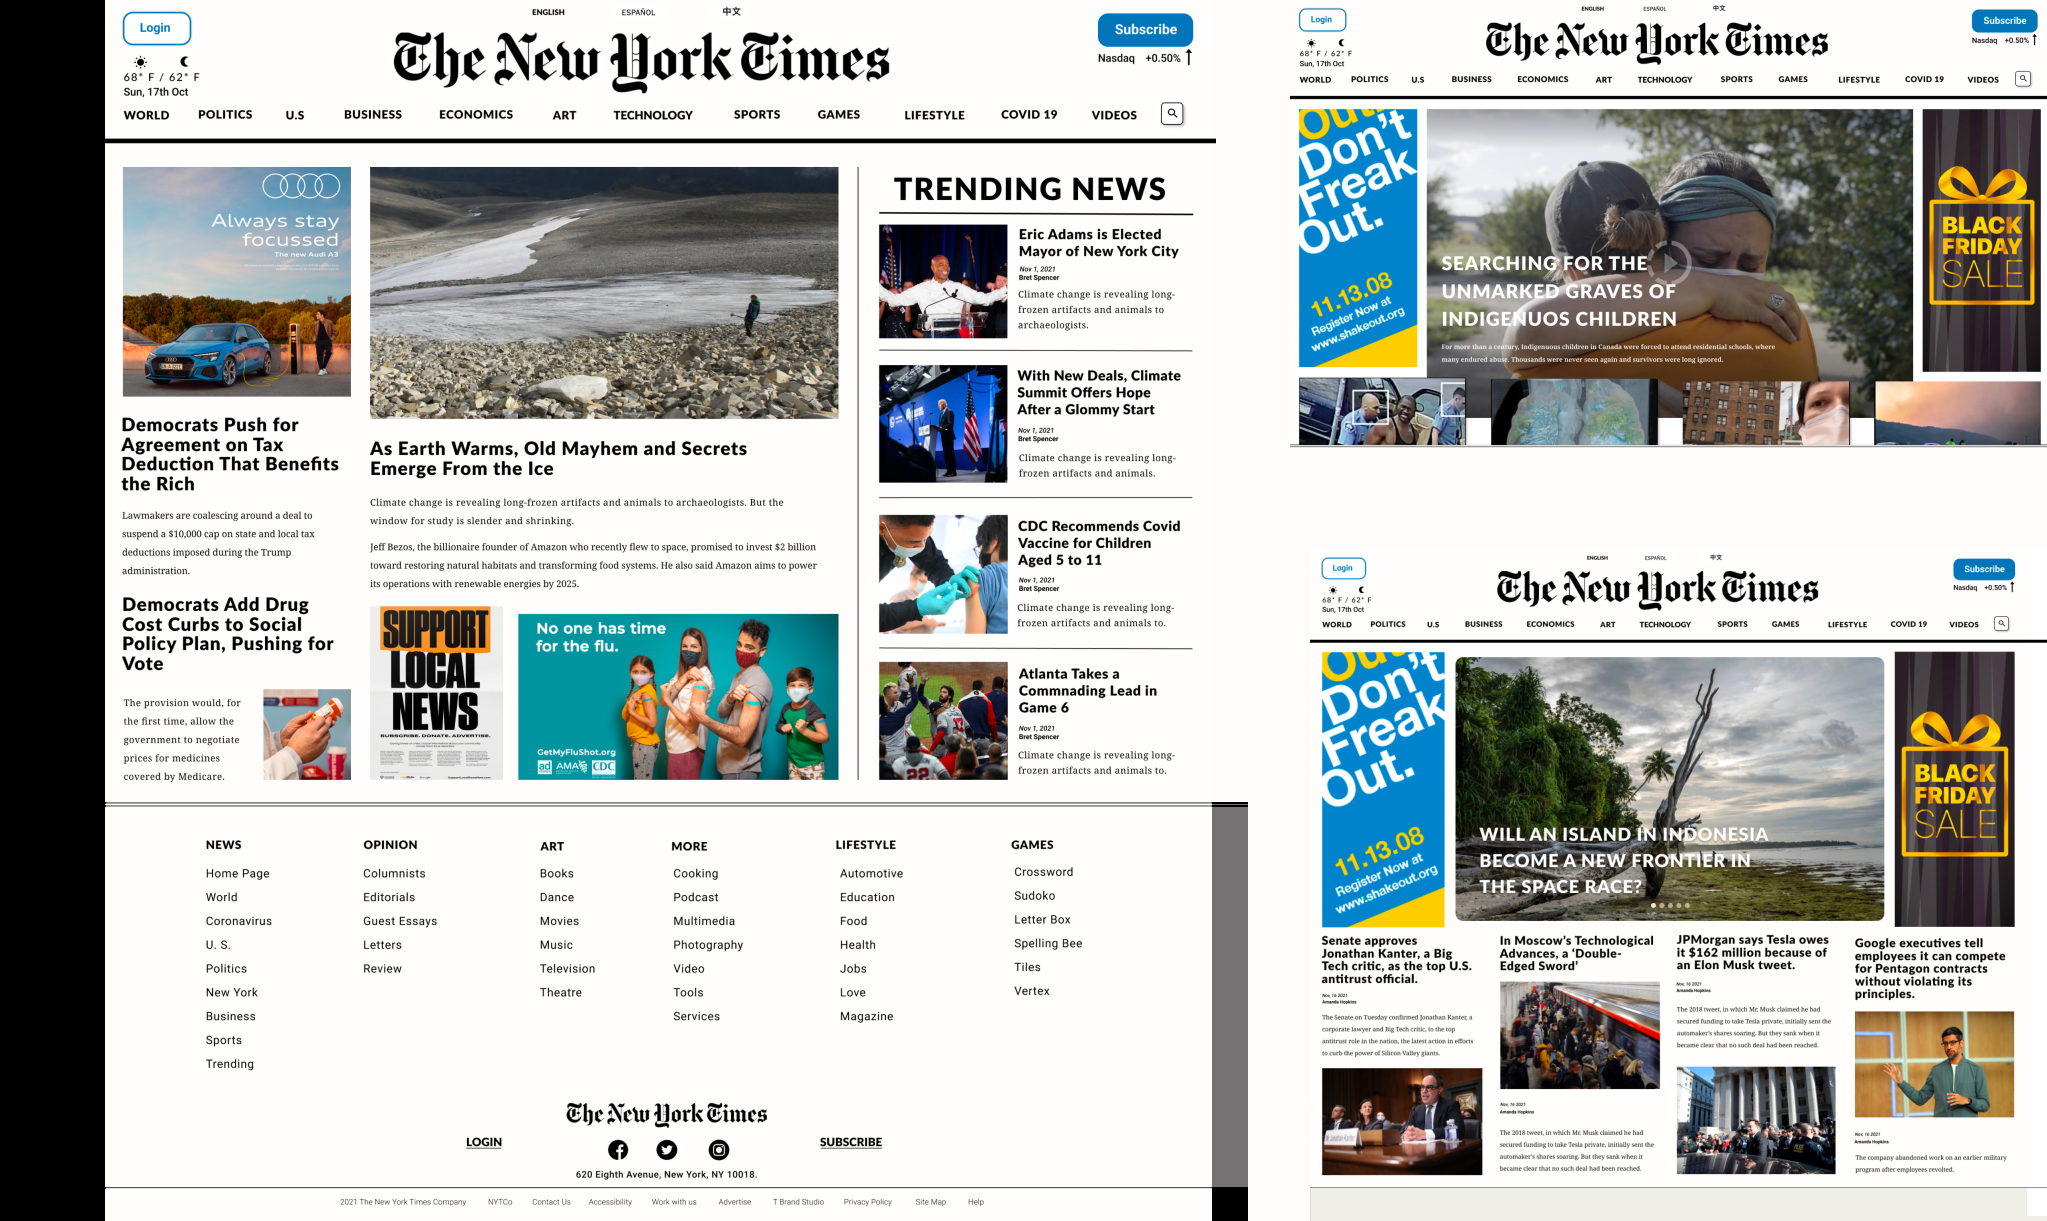 ENGLISH
ESPAÑOL
中文
Login
Subscribe
The New York Times
68° F / 62° F
Sun, 17th Oct
Nasdaq +0.50%
WORLD
POLITICS
U.S
BUSINESS
ECONOMICS
ART
TECHNOLOGY
SPORTS
GAMES
LIFESTYLE
COVID 19
VIDEOS
Always stay
focussed
The new Audi A3
Democrats Push for
Agreement on Tax
Deduction That Benefits
the Rich
Lawmakers are coalescing around a deal to
suspend a $10,000 cap on state and local tax
deductions imposed during the Trump
administration.
Democrats Add Drug
Cost Curbs to Social
Policy Plan, Pushing for
Vote
The provision would, for
the first time, allow the
government to negotiate
prices for medicines
covered by Medicare.
As Earth Warms, Old Mayhem and Secrets
Emerge From the Ice
Climate change is revealing long-frozen artifacts and animals to archaeologists. But the
window for study is slender and shrinking.
Jeff Bezos, the billionaire founder of Amazon who recently flew to space, promised to invest $2 billion
toward restoring natural habitats and transforming food systems. He also said Amazon aims to power
its operations with renewable energies by 2025.
SUPPORT
LOCAL
NEWS
SUBSCRIBE. DONATE. ADVERTISE.
No one has time
for the flu.
GetMyFluShot.org
ad
AMA
CDC
TRENDING NEWS
Eric Adams is Elected
Mayor of New York City
Nov 1, 2021
Bret Spencer
Climate change is revealing long-
frozen artifacts and animals to
archaeologists.
With New Deals, Climate
Summit Offers Hope
After a Glommy Start
Nov 1, 2021
Bret Spencer
Climate change is revealing long-
frozen artifacts and animals.
CDC Recommends Covid
Vaccine for Children
Aged 5 to 11
Nov 1, 2021
Bret Spencer
Climate change is revealing long-
frozen artifacts and animals to.
Atlanta Takes a
Commnading Lead in
Game 6
Nov 1, 2021
Bret Spencer
Climate change is revealing long-
frozen artifacts and animals to.
22
NEWS
Home Page
World
Coronavirus
U. S.
Politics
New York
Business
Sports
Trending
OPINION
Columnists
Editorials
Guest Essays
Letters
Review
ART
Books
Dance
Movies
Music
Television
Theatre
MORE
Cooking
Podcast
Multimedia
Photography
Video
Tools
Services
LIFESTYLE
Automotive
Education
Food
Health
Jobs
Love
Magazine
GAMES
Crossword
Sudoko
Letter Box
Spelling Bee
Tiles
Vertex
The New York Times
LOGIN
SUBSCRIBE
620 Eighth Avenue, New York, NY 10018.
2021 The New York Times Company
NYTCo
Contact Us
Accessibility
Work with us
Advertise
T Brand Studio
Privacy Policy
Site Map
Help
ENGLISH
ESPAÑOL
中文
Login
Subscribe
The New York Times
68° F / 62° F
Sun, 17th Oct
Nasdaq +0.50%
WORLD
POLITICS
U.S
BUSINESS
ECONOMICS
ART
TECHNOLOGY
SPORTS
GAMES
LIFESTYLE
COVID 19
VIDEOS
Out.
Don't
Freak
Out.
11.13.08
Register Now at
www.shakeout.org
SEARCHING FOR THE
UNMARKED GRAVES OF
INDIGENUOS CHILDREN
For more than a century, Indigenous children in Canada were forced to attend residential schools, where
many endured abuse. Thousands were never seen again and survivors were long ignored.
BLACK
FRIDAY
SALE
ENGLISH
ESPAÑOL
中文
Login
Subscribe
The New York Times
68° F / 62° F
Sun, 17th Oct
Nasdaq +0.50%
WORLD
POLITICS
U.S
BUSINESS
ECONOMICS
ART
TECHNOLOGY
SPORTS
GAMES
LIFESTYLE
COVID 19
VIDEOS
Don't
Freak
Out.
11.13.08
Register Now at
www.shakeout.org
WILL AN ISLAND IN INDONESIA
BECOME A NEW FRONTIER IN
THE SPACE RACE?
BLACK
FRIDAY
SALE
Senate approves
Jonathan Kanter, a Big
Tech critic, as the top U.S.
antitrust official.
Nov, 16 2021
Amanda Hopkins
The Senate on Tuesday confirmed Jonathan Kanter, a
corporate lawyer and Big Tech critic, to the top
antitrust role in the nation, the latest action in efforts
to curb the power of Silicon Valley giants.
In Moscow's Technological
Advances, a 'Double-
Edged Sword'
Nov, 16 2021
Amanda Hopkins
The 2018 tweet, in which Mr. Musk claimed he had
secured funding to take Tesla private, initially sent the
automaker's shares soaring. But they sank when it
became clear that no such deal had been reached.
JPMorgan says Tesla owes
it $162 million because of
an Elon Musk tweet.
Nov, 16 2021
Amanda Hopkins
The 2018 tweet, in which Mr. Musk claimed he had
secured funding to take Tesla private, initially sent the
automaker's shares soaring. But they sank when it
became clear that no such deal had been reached.
Google executives tell
employees it can compete
for Pentagon contracts
without violating its
principles.
Nov, 16 2021
Amanda Hopkins
The company abandoned work on an earlier military
program after employees revolted.